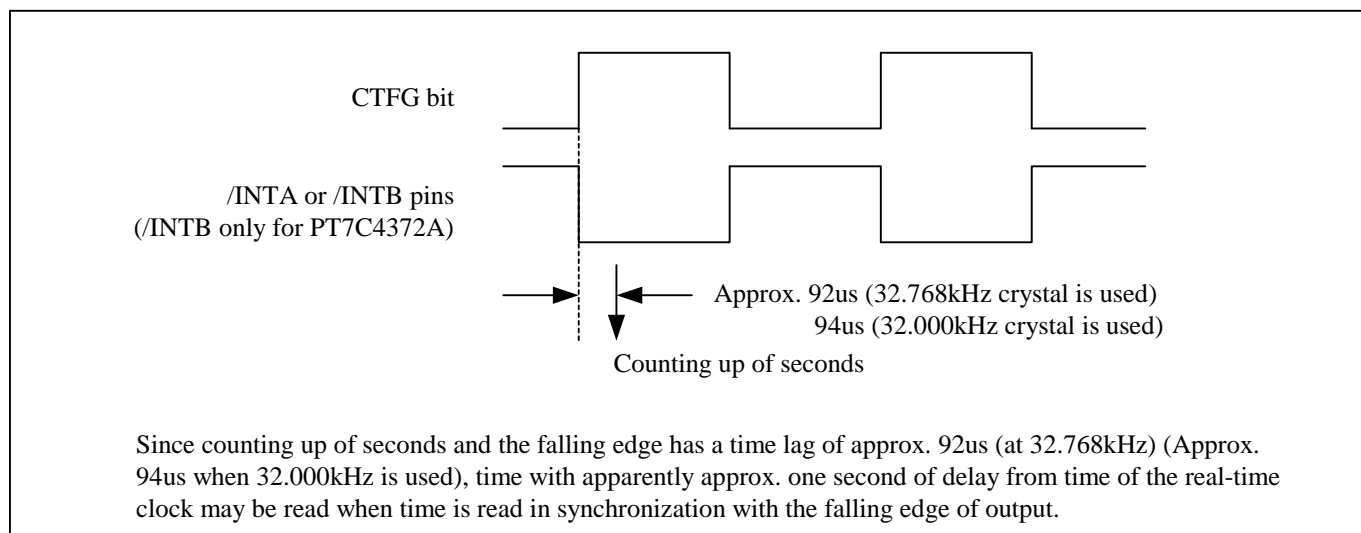 CTFG bit
/INTA or /INTB pins
(/INTB only for PT7C4372A)
Approx. 92us (32.768kHz crystal is used)
94us (32.000kHz crystal is used)
Counting up of seconds
Since counting up of seconds and the falling edge has a time lag of approx. 92us (at 32.768kHz) (Approx.
94us when 32.000kHz is used), time with apparently approx. one second of delay from time of the real-time
clock may be read when time is read in synchronization with the falling edge of output.